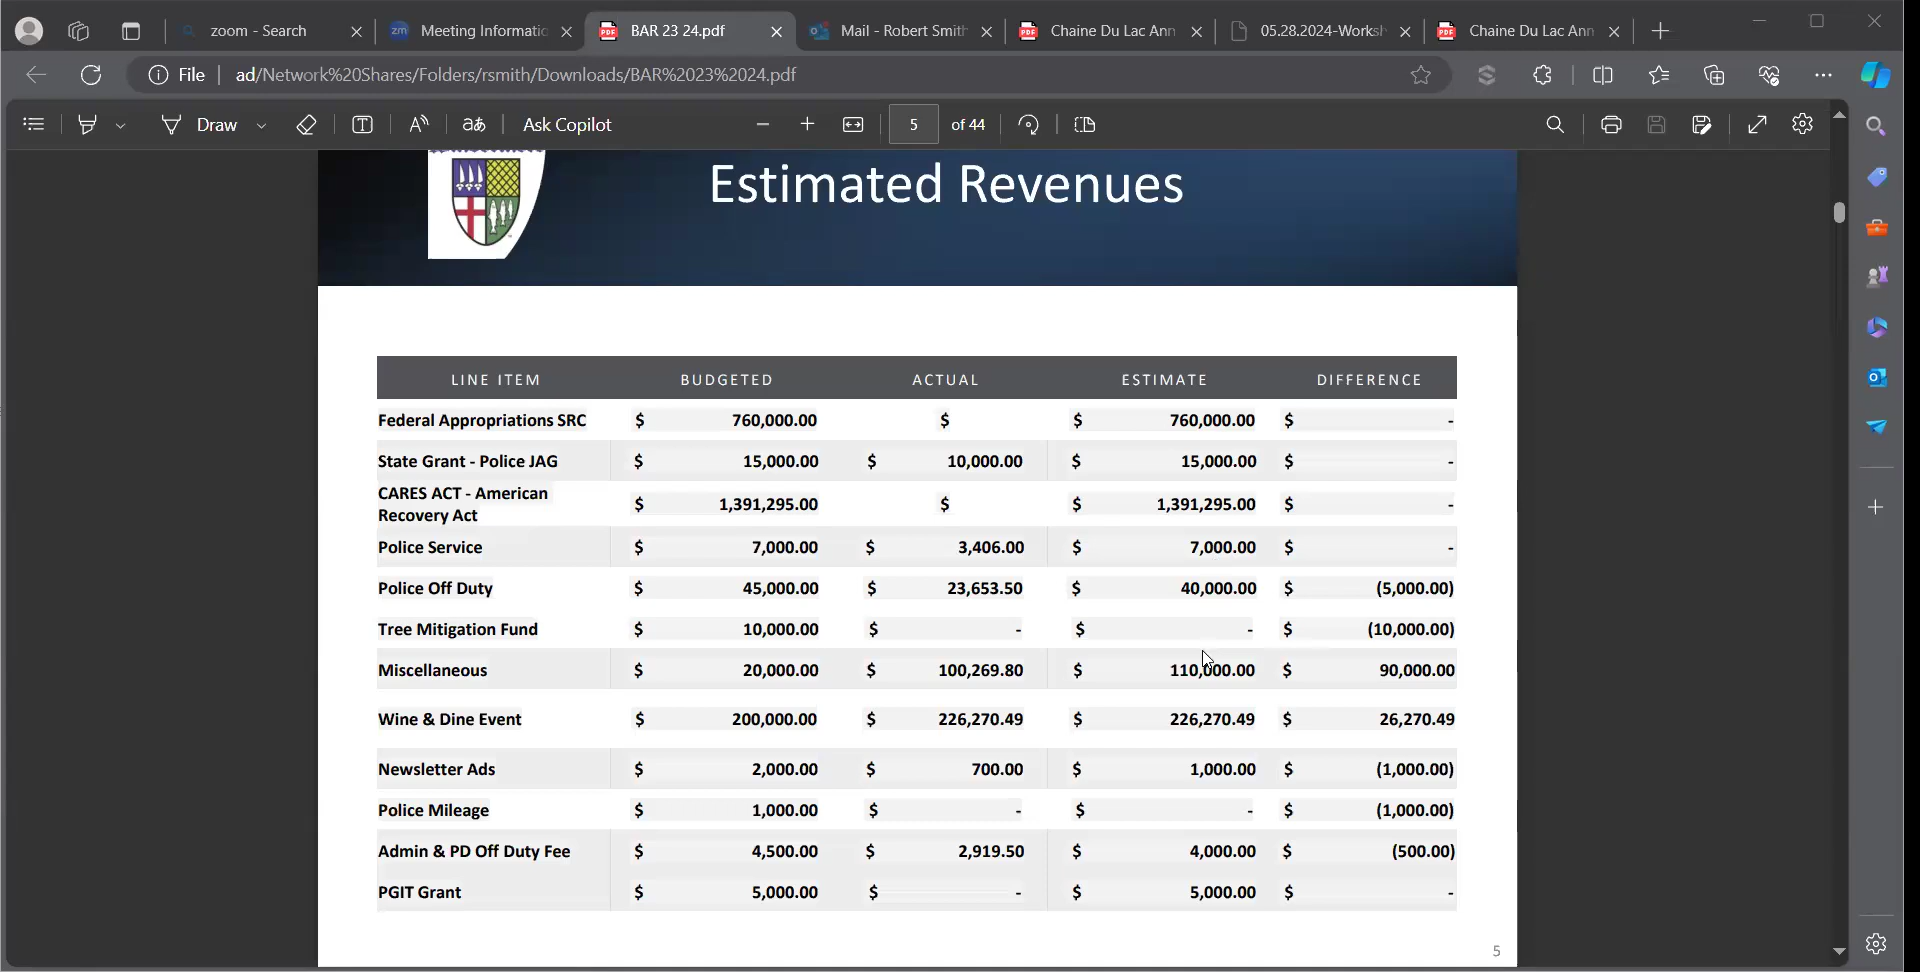 zoom - Search
Meeting Informatio
BAR 23 24.pdf
Mail - Robert Smith
Chaine Du Lac Ann
05.28.2024-Worksh
Chaine Du Lac Ann
File
ad/Network%20Shares/Folders/rsmith/Downloads/BAR%2023%2024.pdf
Draw
Ask Copilot
5 of 44
Estimated Revenues
LINE ITEM BUDGETED ACTUAL ESTIMATE DIFFERENCE
Federal Appropriations SRC $ 760,000.00 $ $ 760,000.00 $ -
State Grant - Police JAG $ 15,000.00 $ 10,000.00 $ 15,000.00 $ -
CARES ACT - American
Recovery Act $ 1,391,295.00 $ $ 1,391,295.00 $ -
Police Service $ 7,000.00 $ 3,406.00 $ 7,000.00 $ -
Police Off Duty $ 45,000.00 $ 23,653.50 $ 40,000.00 $ (5,000.00)
Tree Mitigation Fund $ 10,000.00 $ - $ - $ (10,000.00)
Miscellaneous $ 20,000.00 $ 100,269.80 $ 110,000.00 $ 90,000.00
Wine & Dine Event $ 200,000.00 $ 226,270.49 $ 226,270.49 $ 26,270.49
Newsletter Ads $ 2,000.00 $ 700.00 $ 1,000.00 $ (1,000.00)
Police Mileage $ 1,000.00 $ - $ - $ (1,000.00)
Admin & PD Off Duty Fee $ 4,500.00 $ 2,919.50 $ 4,000.00 $ (500.00)
PGIT Grant $ 5,000.00 $ - $ 5,000.00 $ -
5